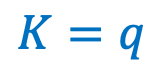 K = q